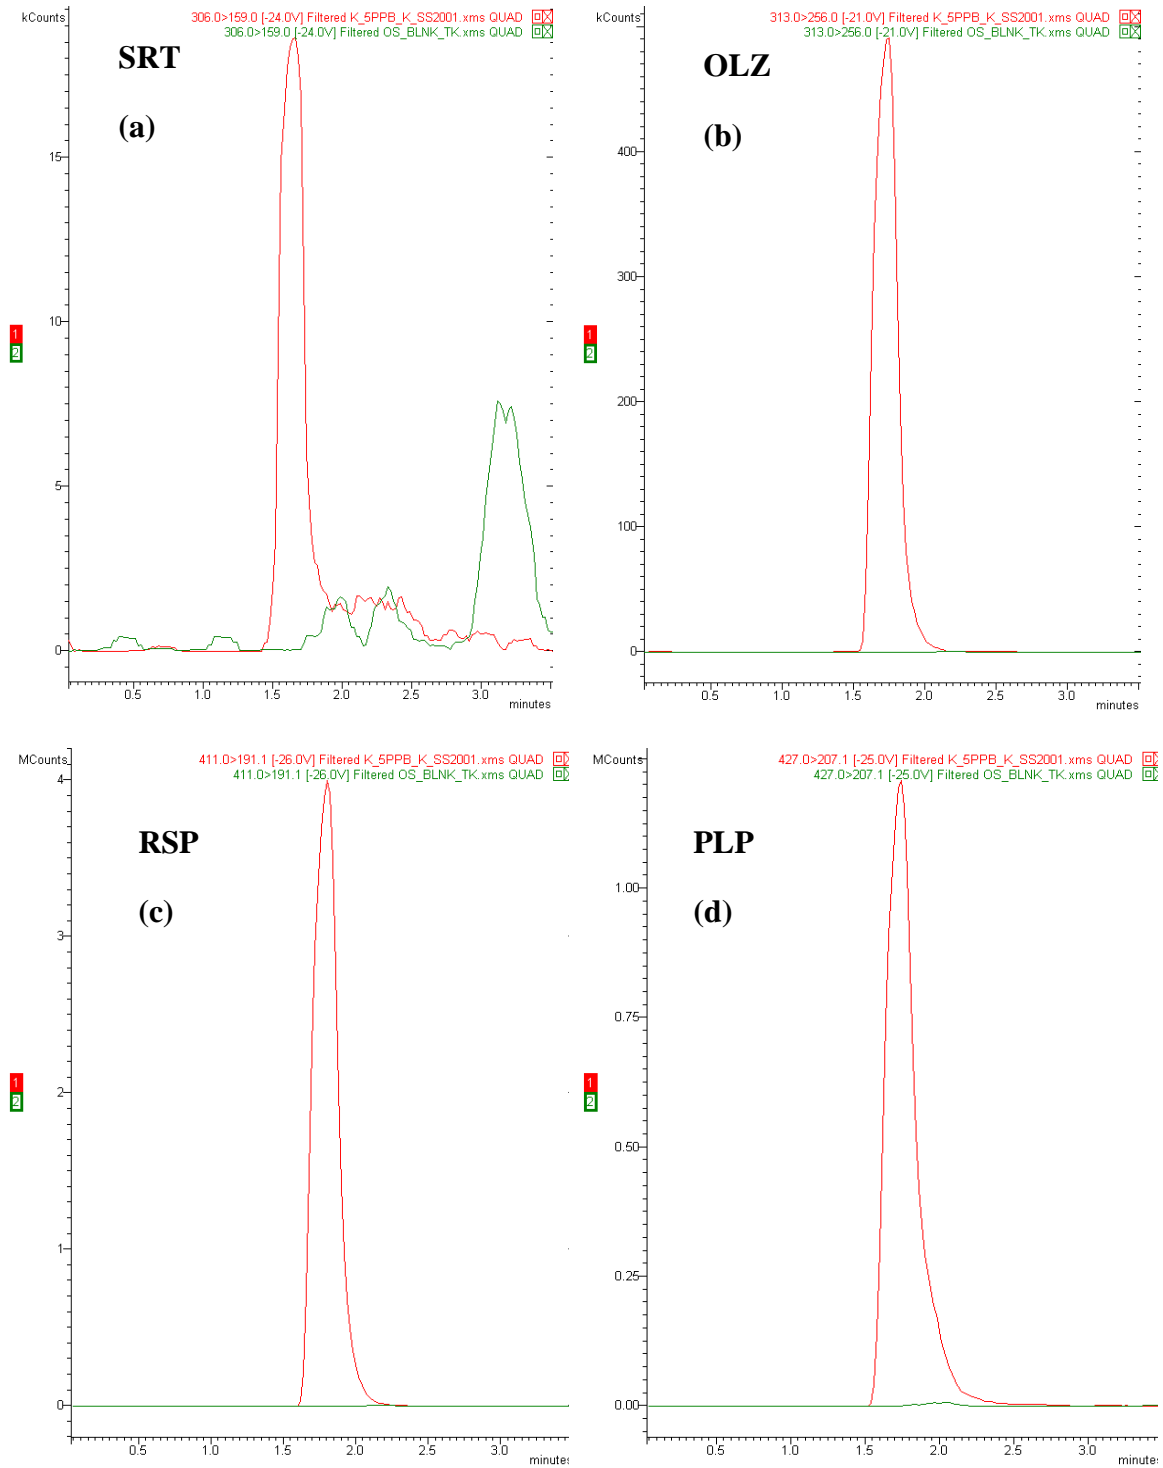 kCounts
306.0>159.0 [-24.0V] Filtered K_5PPB_K_SS2001.xms QUAD
306.0>159.0 [-24.0V] Filtered OS_BLNK_TK.xms QUAD
SRT
(a)
15
10
5
0
1
2
0.5 1.0 1.5 2.0 2.5 3.0
minutes
kCounts
313.0>256.0 [-21.0V] Filtered K_5PPB_K_SS2001.xms QUAD
313.0>256.0 [-21.0V] Filtered OS_BLNK_TK.xms QUAD
OLZ
(b)
400
300
200
100
0
1
2
0.5 1.0 1.5 2.0 2.5 3.0
minutes
MCounts
411.0>191.1 [-26.0V] Filtered K_5PPB_K_SS2001.xms QUAD
411.0>191.1 [-26.0V] Filtered OS_BLNK_TK.xms QUAD
RSP
(c)
4
3
2
1
0
1
2
0.5 1.0 1.5 2.0 2.5 3.0
minutes
MCounts
427.0>207.1 [-25.0V] Filtered K_5PPB_K_SS2001.xms QUAD
427.0>207.1 [-25.0V] Filtered OS_BLNK_TK.xms QUAD
PLP
(d)
1.00
0.75
0.50
0.25
0.00
1
2
0.5 1.0 1.5 2.0 2.5 3.0
minutes